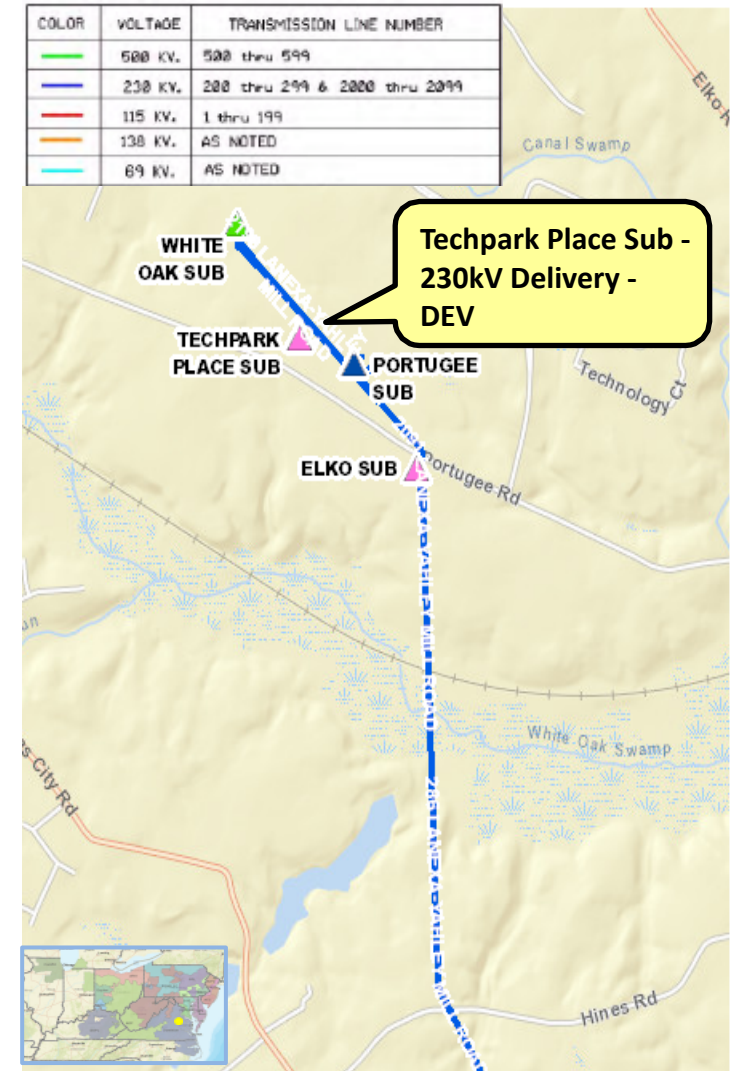 COLOR VOLTAGE TRANSMISSION LINE NUMBER
500 KV. 500 thru 599
230 KV. 200 thru 299 & 2000 thru 2099
115 KV. 1 thru 199
138 KV. AS NOTED
69 KV. AS NOTED
Elko
Canal Swamp
WHITE
OAK SUB
Techpark Place Sub -
230kV Delivery -
DEV
TECHPARK
PLACE SUB
PORTUGEE
SUB
Technology Ct
ELKO SUB
Portugee Rd
White Oak Swamp
City Rd
Hines Rd